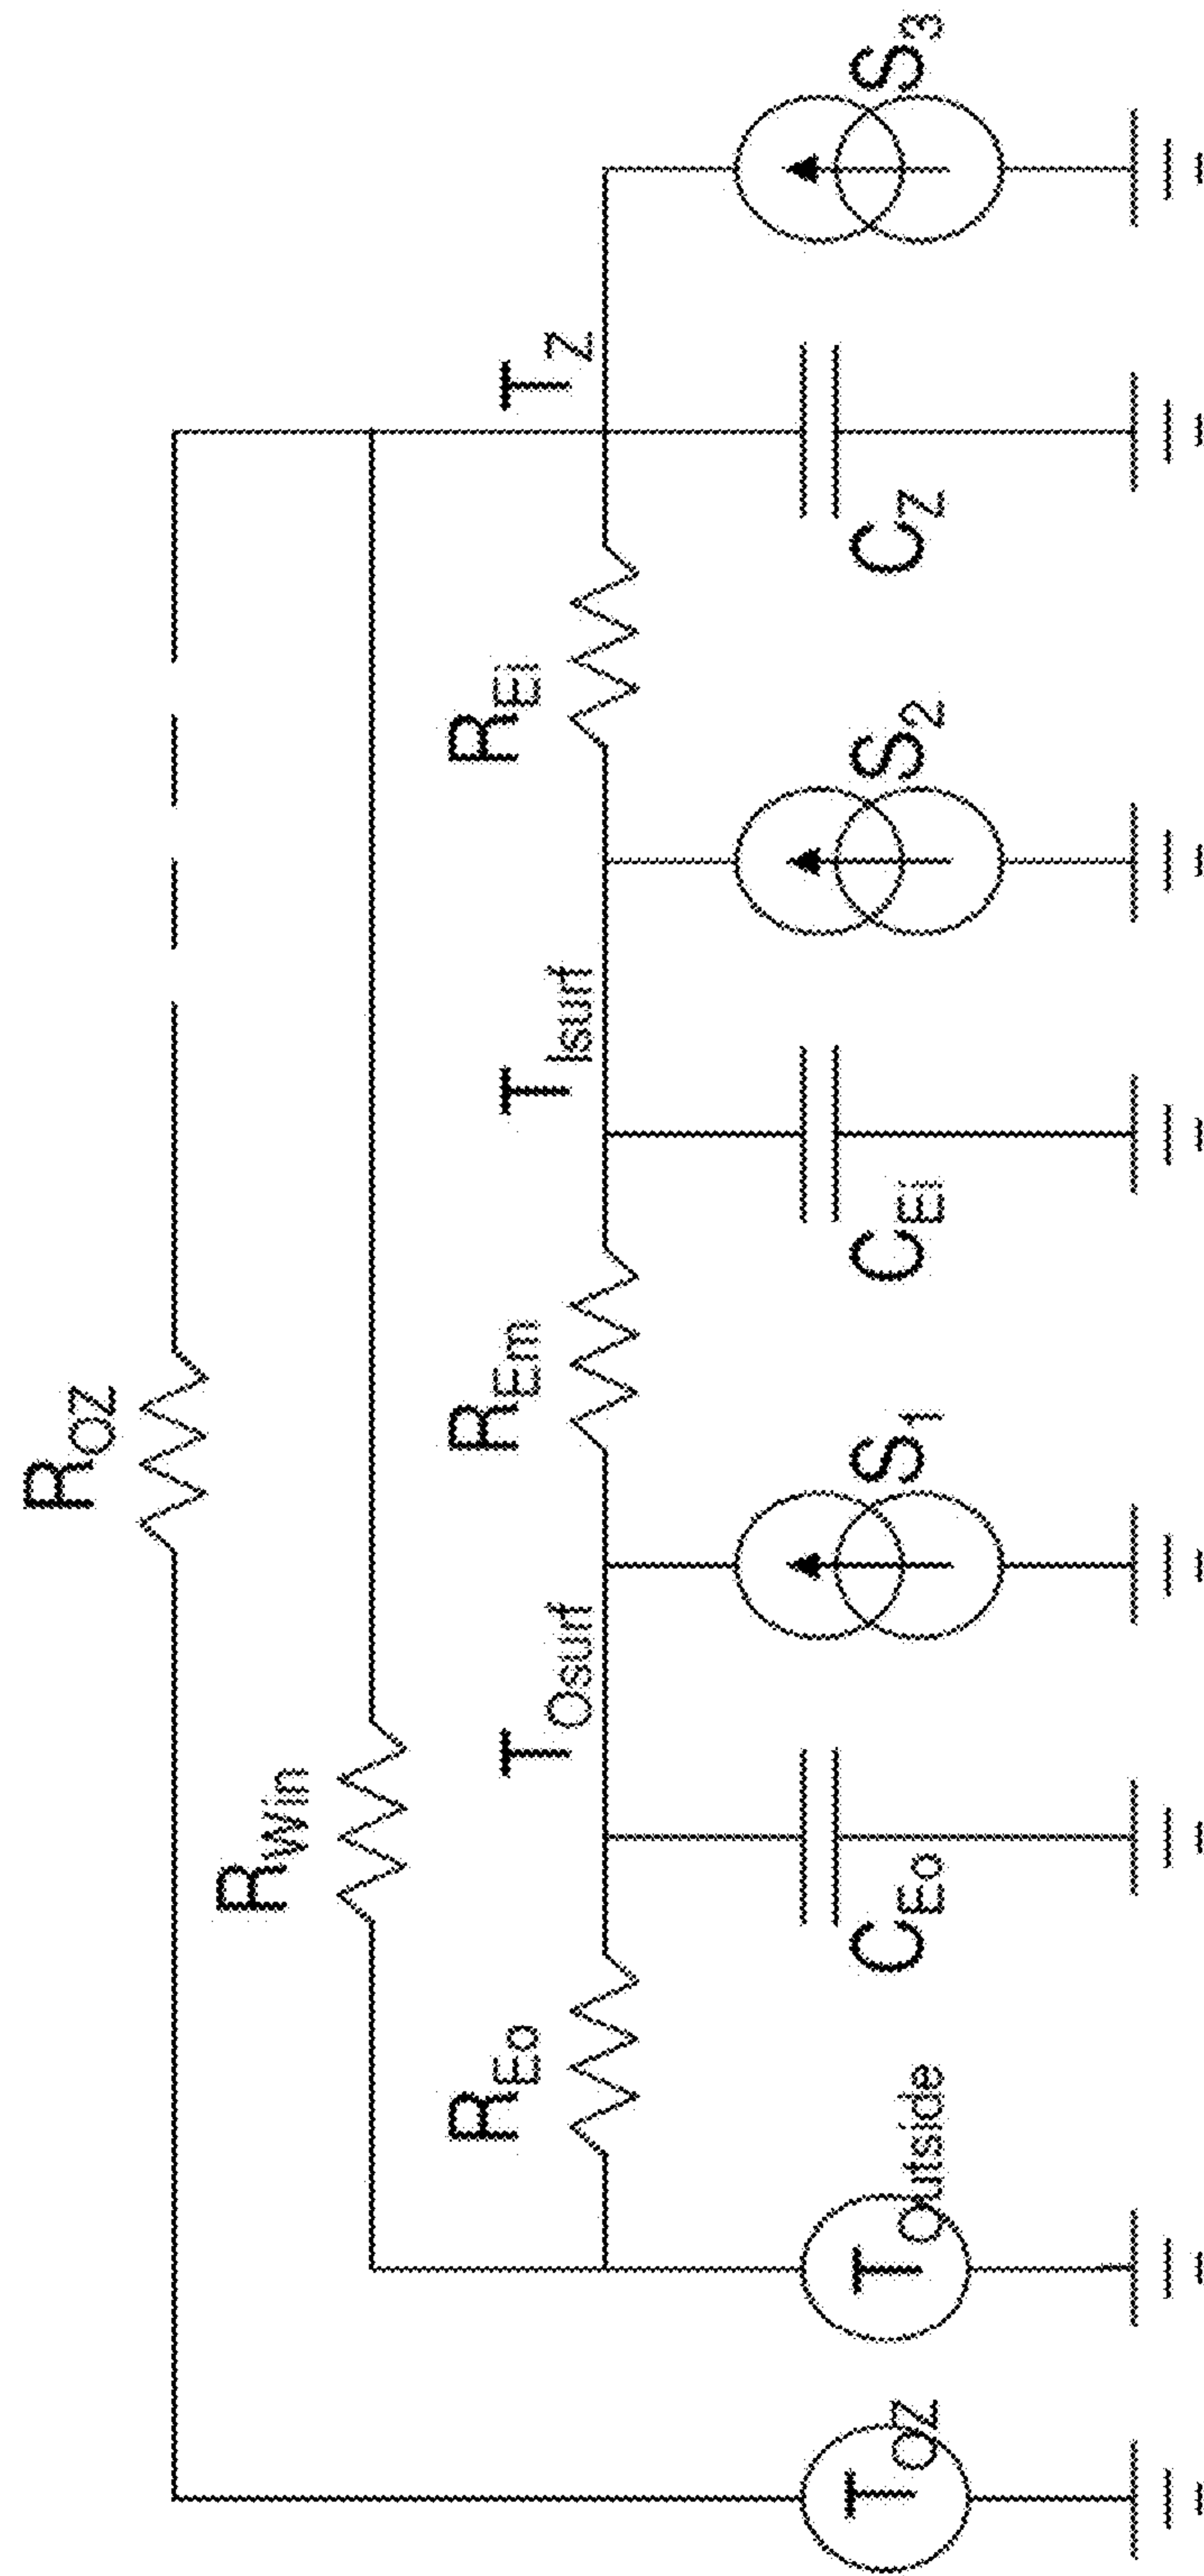 R_OZ
R_Win
R_Eo
T_Osurf
R_Em
T_Isurf
R_Ei
T_Z
T_OZ
T_outside
C_Eo
S_1
C_Ei
S_2
C_Z
S_3